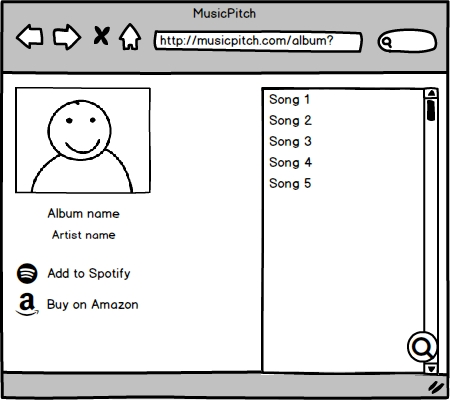 MusicPitch
http://musicpitch.com/album?
Album name
Artist name
Add to Spotify
a Buy on Amazon
Song 1
Song 2
Song 3
Song 4
Song 5